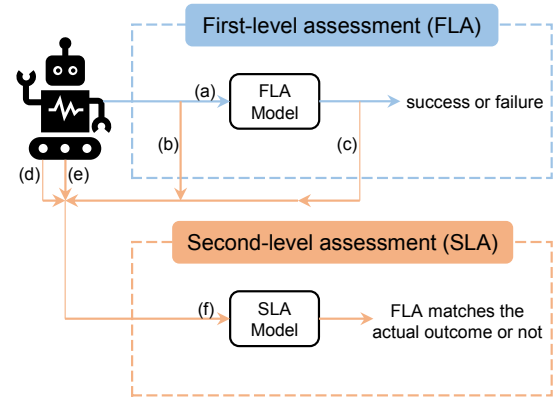 First-level assessment (FLA)
(a)
FLA
Model
success or failure
(b)
(c)
(d)
(e)
Second-level assessment (SLA)
(f)
SLA
Model
FLA matches the
actual outcome or not